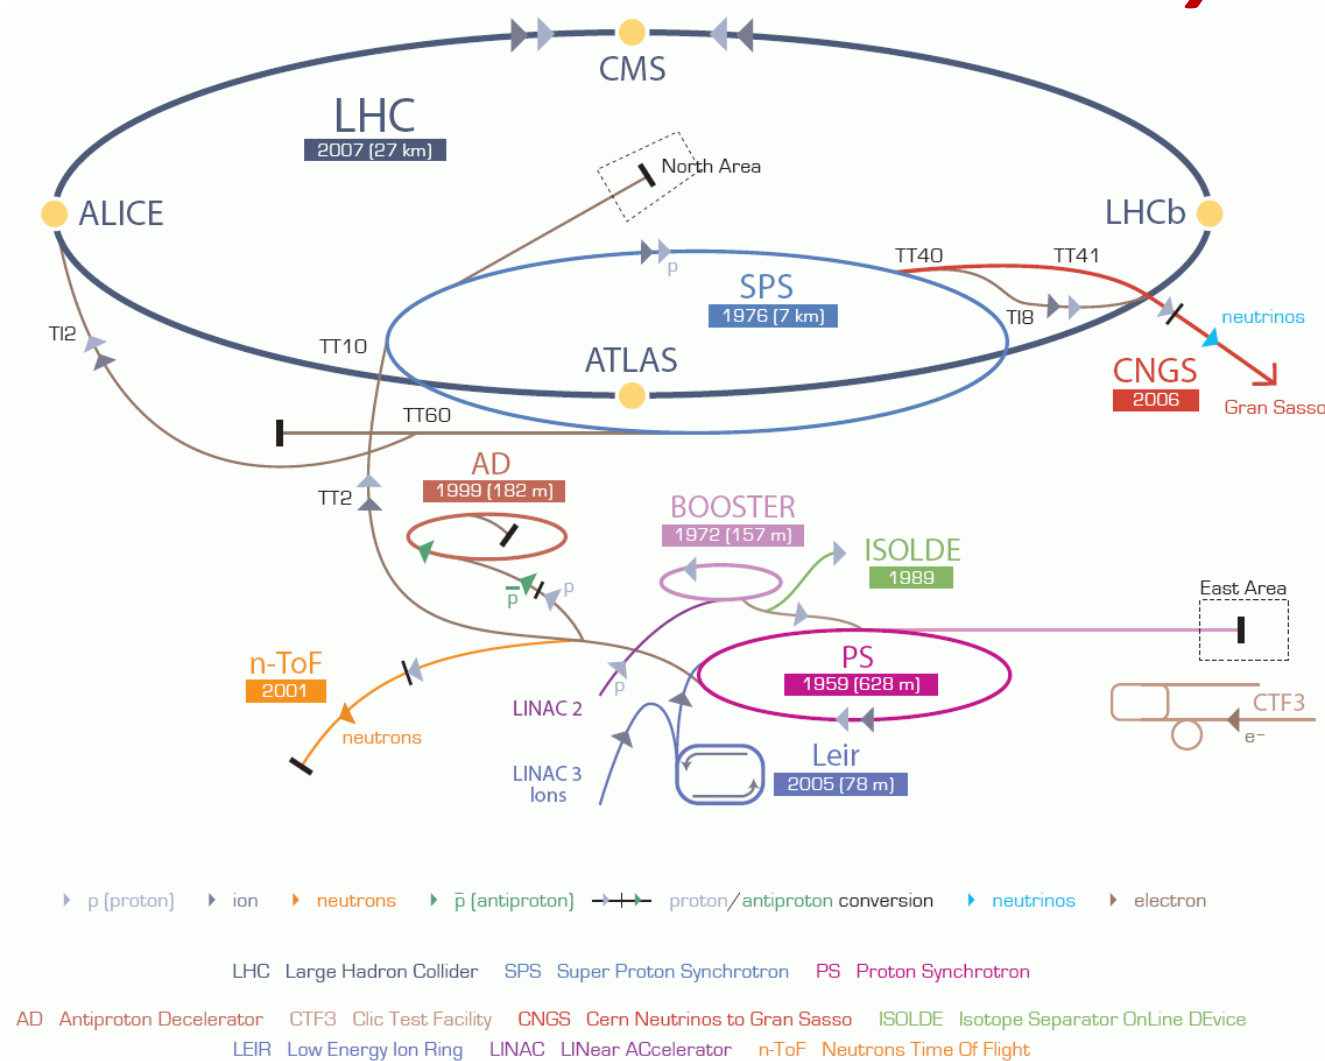 CMS
LHC
2007 (27 km)
North Area
ALICE
LHCb
TT40
TT41
p
SPS
1976 (7 km)
TI8
neutrinos
TI2
TT10
ATLAS
CNGS
2006
Gran Sasso
TT60
AD
1999 (182 m)
TT2
BOOSTER
1972 (157 m)
ISOLDE
1989
p̅
p
East Area
n-ToF
2001
PS
1959 (628 m)
p
LINAC 2
CTF3
e−
neutrons
Leir
2005 (78 m)
LINAC 3
Ions
p (proton) ion neutrons p̅ (antiproton) proton/antiproton conversion neutrinos electron
LHC Large Hadron Collider SPS Super Proton Synchrotron PS Proton Synchrotron
AD Antiproton Decelerator CTF3 Clic Test Facility CNGS Cern Neutrinos to Gran Sasso ISOLDE Isotope Separator OnLine DEvice
LEIR Low Energy Ion Ring LINAC LINear ACcelerator n-ToF Neutrons Time Of Flight